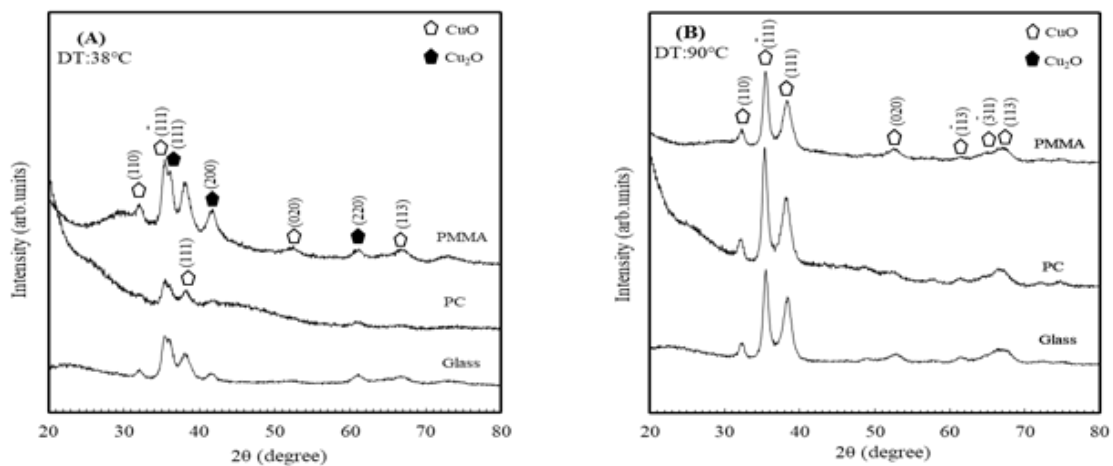 (A)
DT:38°C
CuO
Cu₂O
(110)
*(111)
(111)
(200)
(020)
(220)
(113)
PMMA
(111)
PC
Glass
Intensity (arb.units)
20 30 40 50 60 70 80
2θ (degree)
(B)
DT:90°C
CuO
Cu₂O
(110)
*(111)
(111)
(020)
*(113)
*(311)
(113)
PMMA
PC
Glass
Intensity (arb.units)
20 30 40 50 60 70 80
2θ (degree)